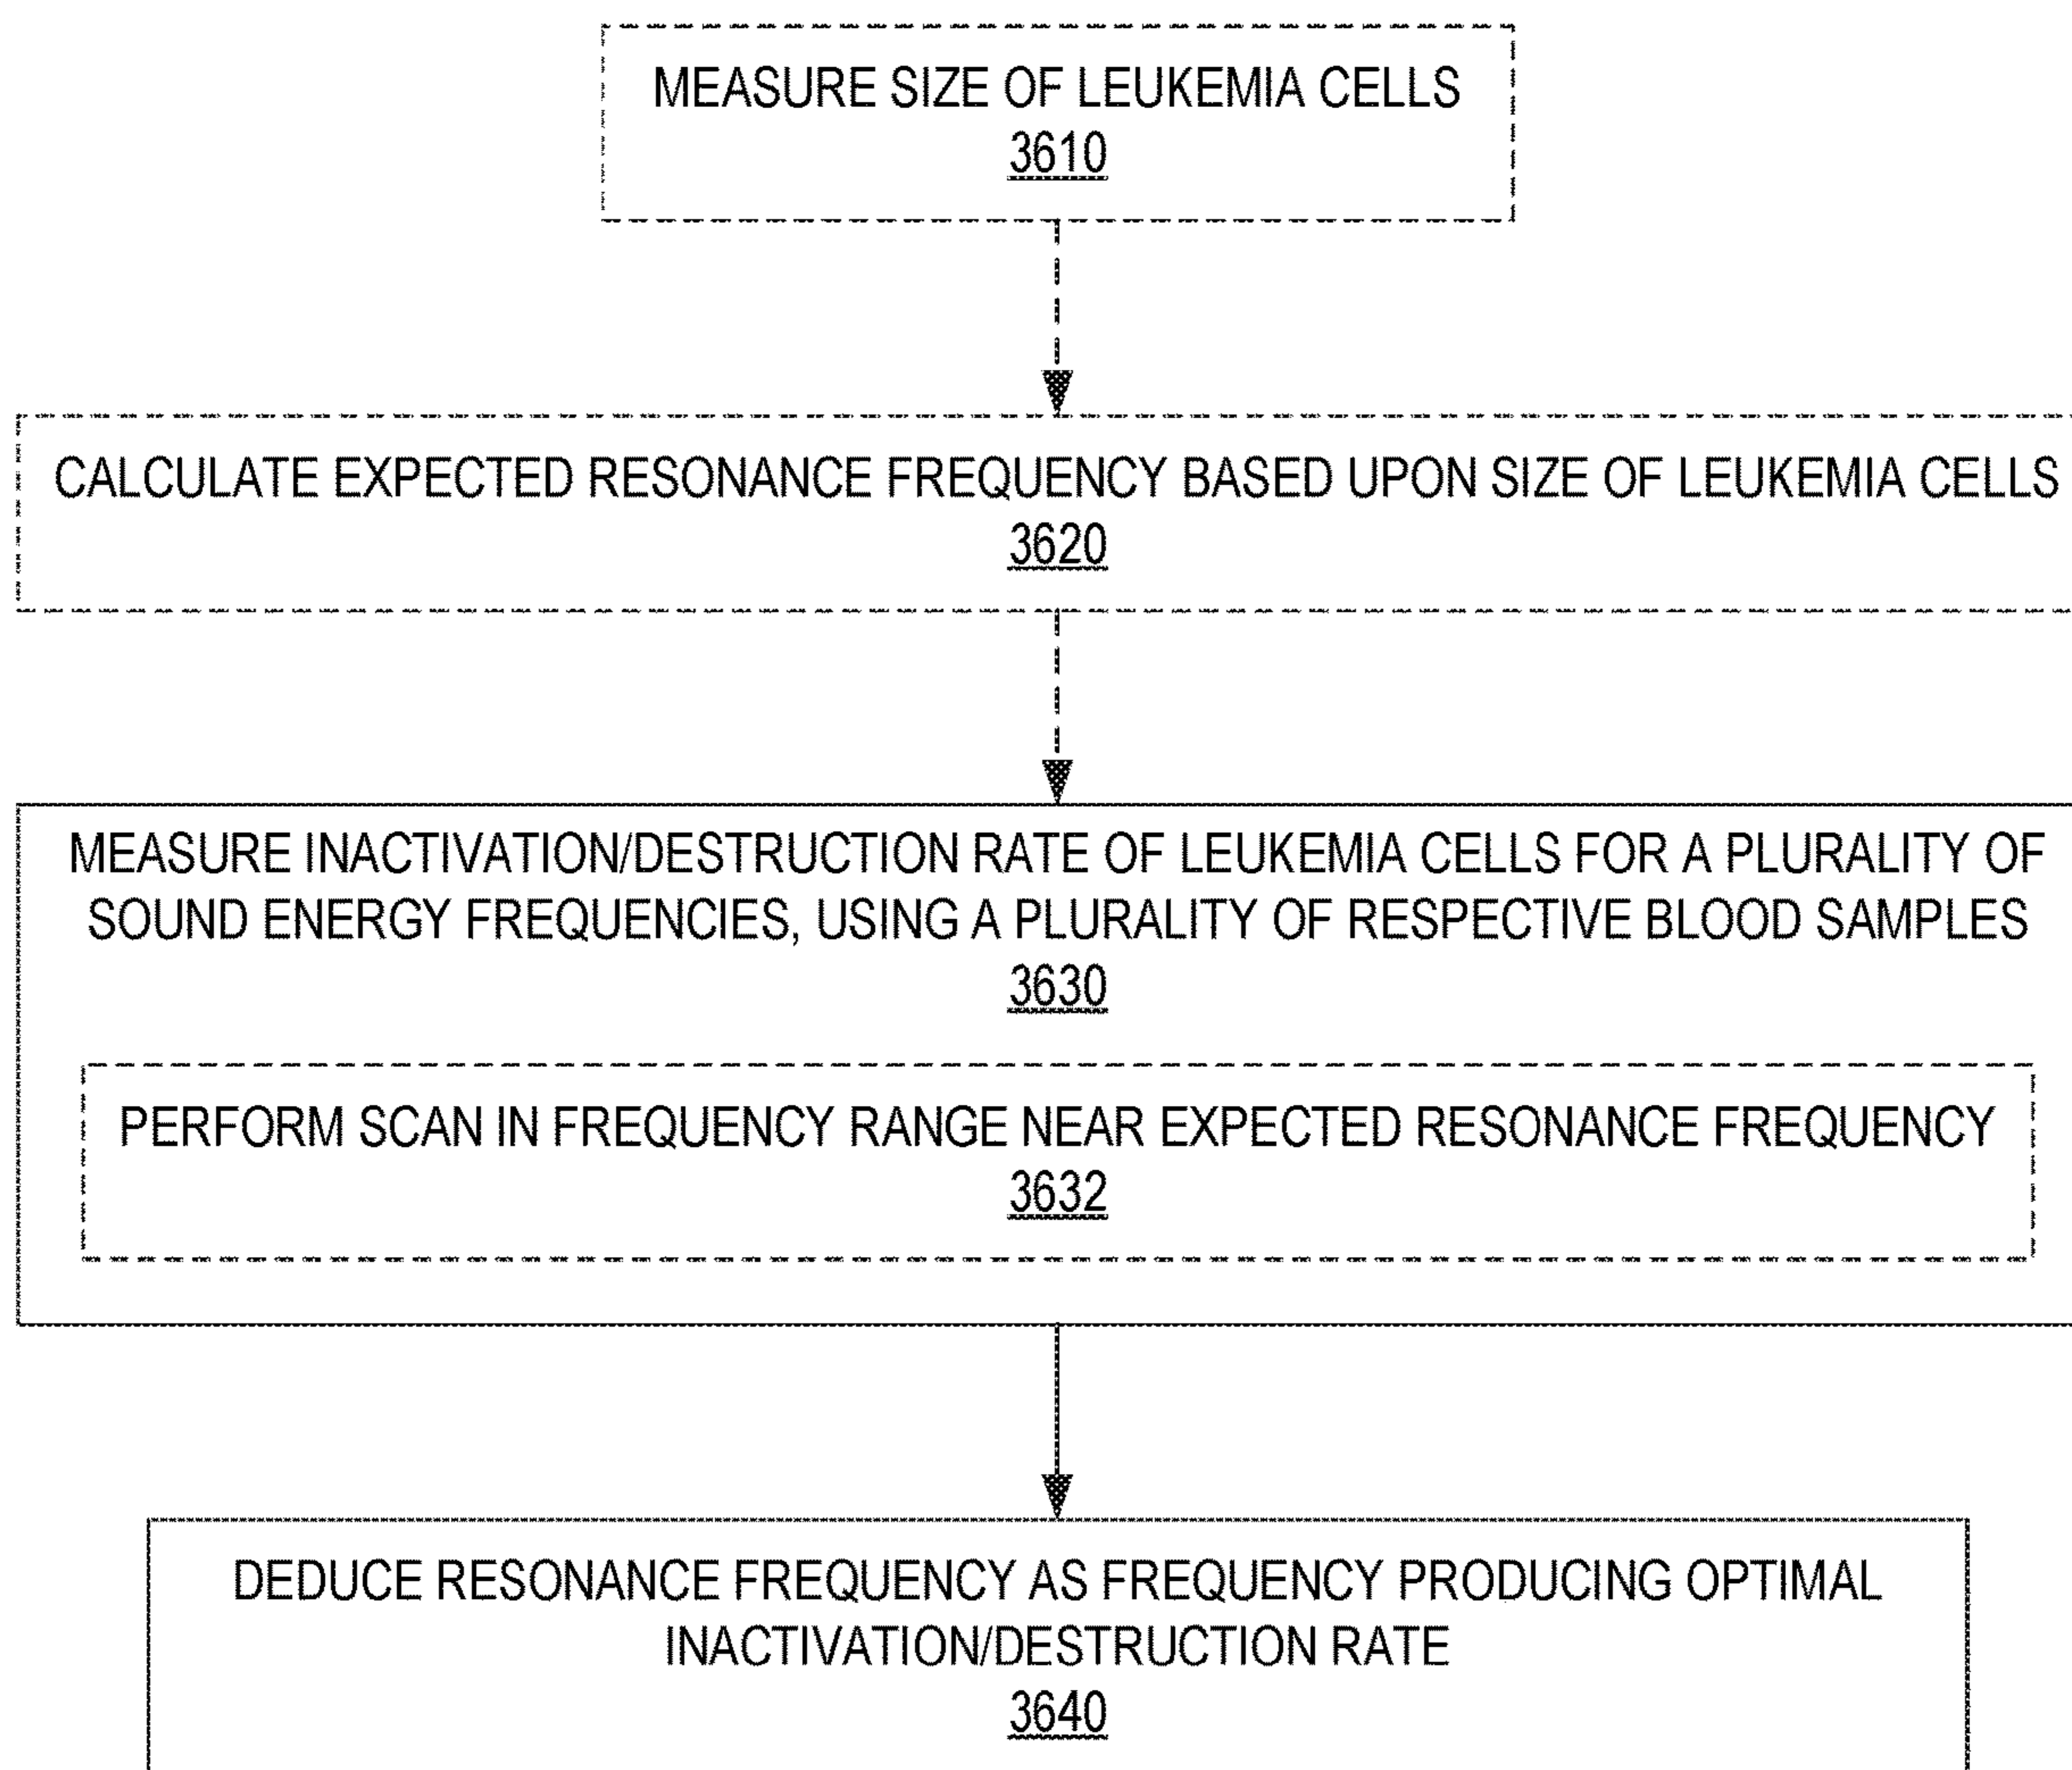 MEASURE SIZE OF LEUKEMIA CELLS
3610
CALCULATE EXPECTED RESONANCE FREQUENCY BASED UPON SIZE OF LEUKEMIA CELLS
3620
MEASURE INACTIVATION/DESTRUCTION RATE OF LEUKEMIA CELLS FOR A PLURALITY OF
SOUND ENERGY FREQUENCIES, USING A PLURALITY OF RESPECTIVE BLOOD SAMPLES
3630
PERFORM SCAN IN FREQUENCY RANGE NEAR EXPECTED RESONANCE FREQUENCY
3632
DEDUCE RESONANCE FREQUENCY AS FREQUENCY PRODUCING OPTIMAL
INACTIVATION/DESTRUCTION RATE
3640